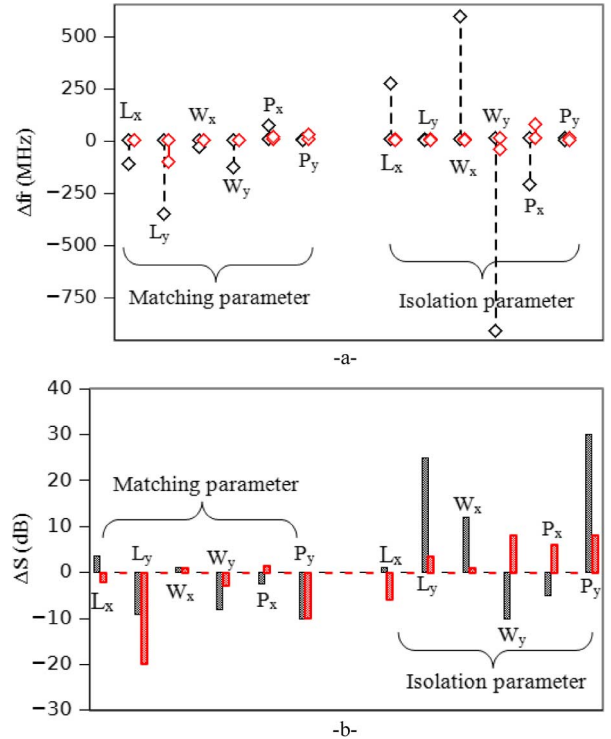 500
250
0
−250
−500
−750
Δfr (MHz)
Lx
Ly
Wx
Wy
Px
Py
Matching parameter
Lx
Ly
Wx
Wy
Px
Py
Isolation parameter
-a-
40
30
20
10
0
−10
−20
−30
ΔS (dB)
Matching parameter
Lx
Ly
Wx
Wy
Px
Py
Lx
Ly
Wx
Wy
Px
Py
Isolation parameter
-b-